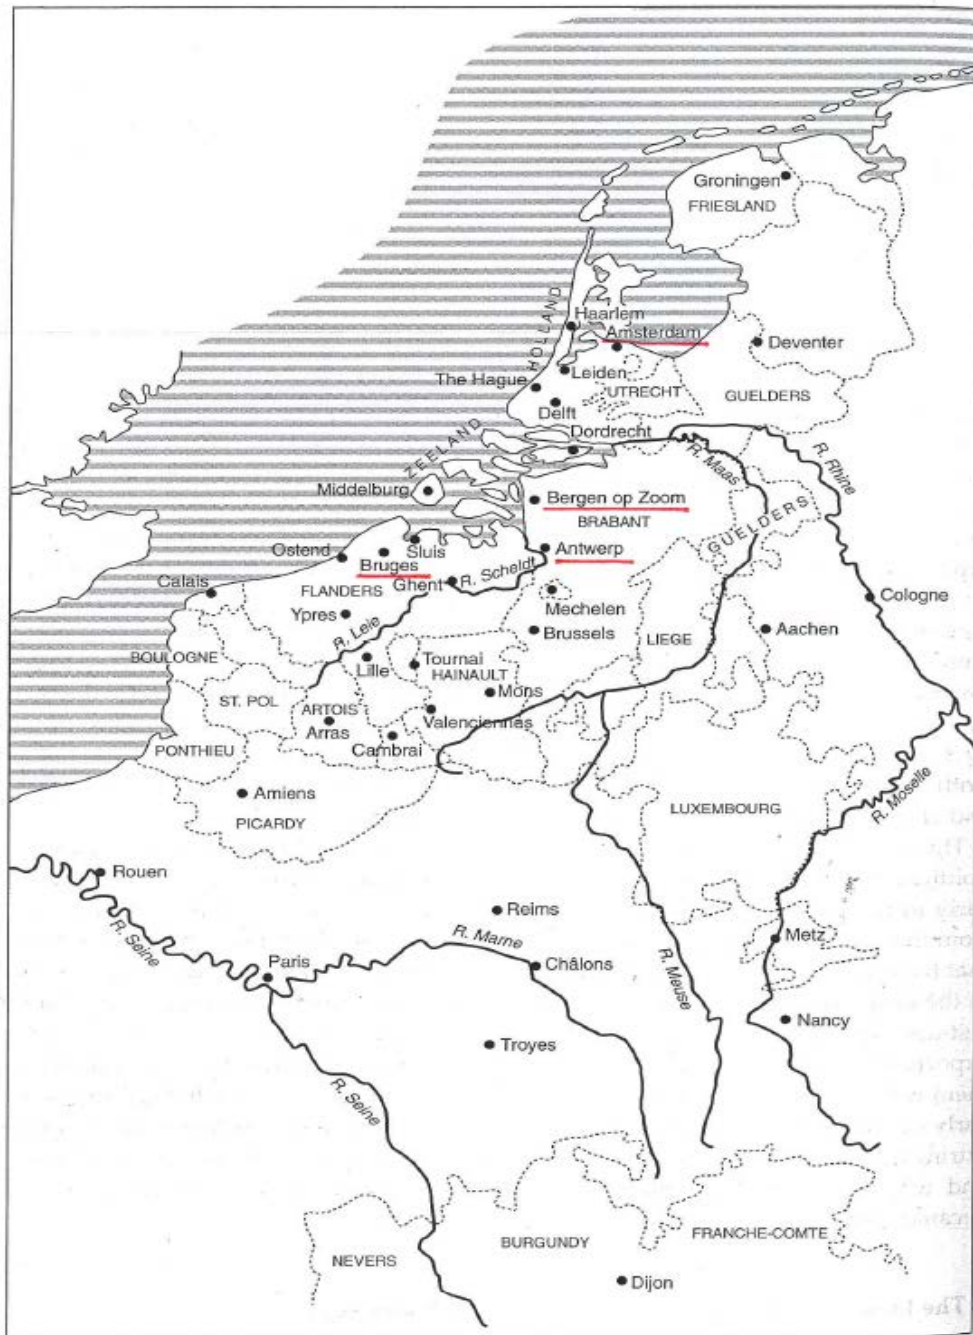 Groningen
FRIESLAND
HOLLAND
Haarlem
Amsterdam
Deventer
Leiden
The Hague
UTRECHT
GUELDERS
Delft
Dordrecht
ZEELAND
R. Maas
R. Rhine
Middelburg
Bergen op Zoom
BRABANT
GUELDERS
Ostend
Sluis
Antwerp
Bruges
Calais
Ghent
R. Scheldt
FLANDERS
Mechelen
Cologne
Ypres
R. Leie
Brussels
LIEGE
Aachen
BOULOGNE
Lille
Tournai
HAINAULT
ST. POL
Mons
ARTOIS
Arras
Valenciennas
PONTHIEU
Cambrai
Amiens
PICARDY
LUXEMBOURG
R. Moselle
Rouen
Reims
R. Seine
R. Marne
Metz
Paris
Châlons
R. Meuse
Nancy
Troyes
R. Seine
BURGUNDY
FRANCHE-COMTE
NEVERS
Dijon